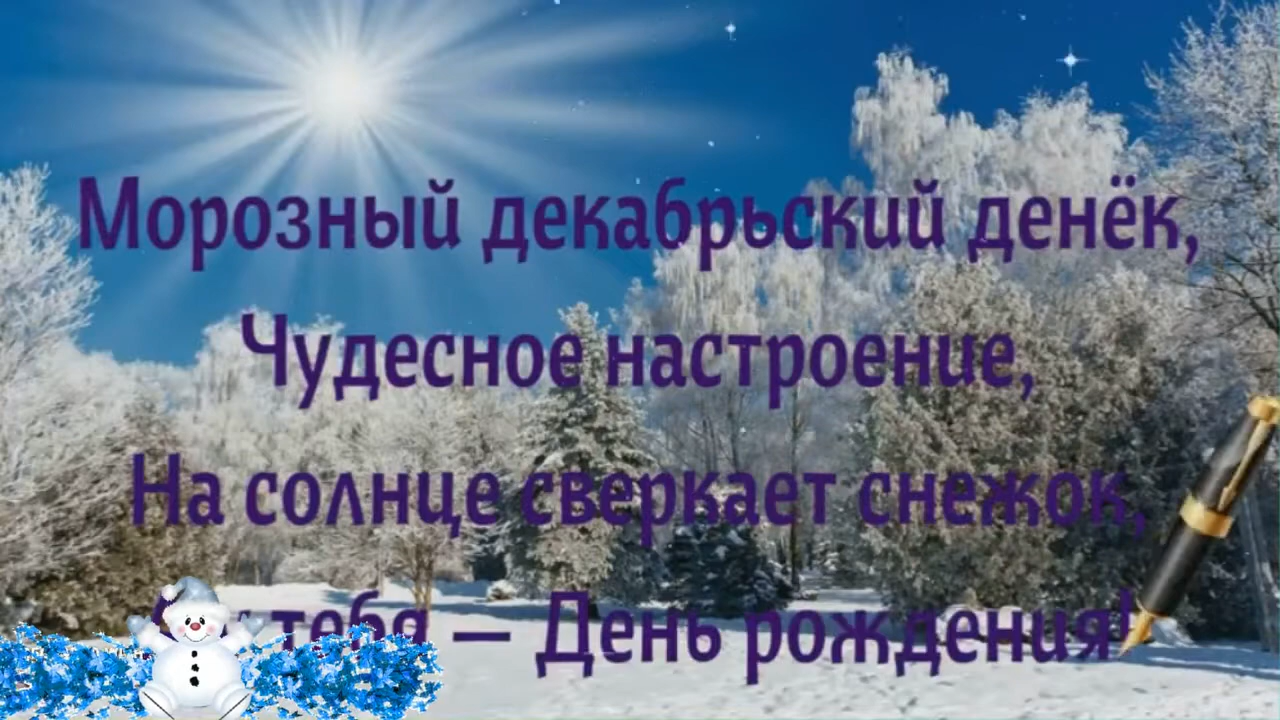 Морозный декабрьский денёк,
Чудесное настроение,
На солнце сверкает снежок,
тебя — День рождения!